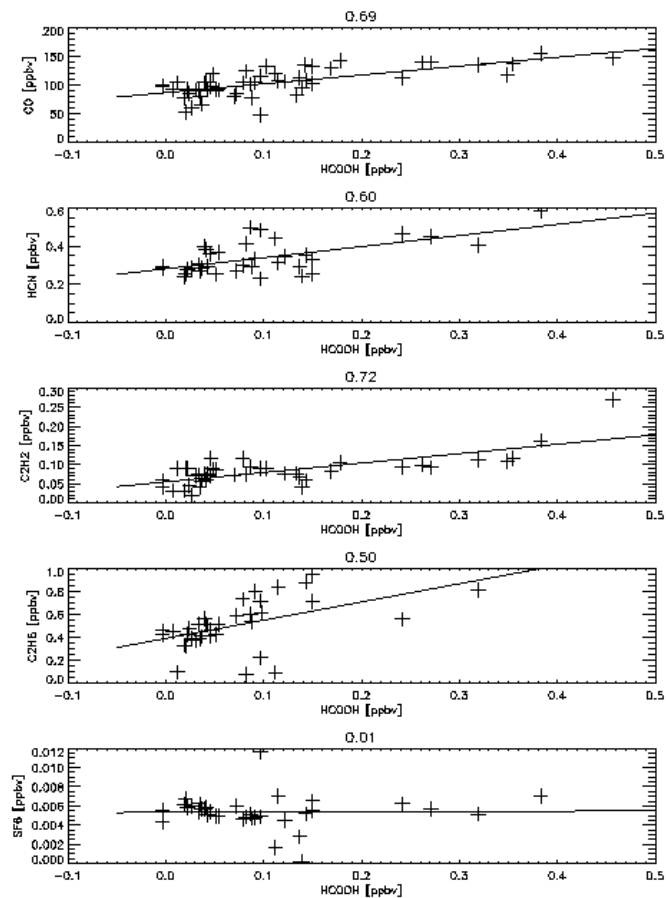 0.69
200
150
100
50
0
CO [ppbv]
-0.1 0.0 0.1 0.2 0.3 0.4 0.5
HCOOH [ppbv]
0.60
0.6
0.4
0.2
0.0
HCN [ppbv]
-0.1 0.0 0.1 0.2 0.3 0.4 0.5
HCOOH [ppbv]
0.72
0.30
0.25
0.20
0.15
0.10
0.05
0.00
C2H2 [ppbv]
-0.1 0.0 0.1 0.2 0.3 0.4 0.5
HCOOH [ppbv]
0.50
1.0
0.8
0.6
0.4
0.2
0.0
C2H6 [ppbv]
-0.1 0.0 0.1 0.2 0.3 0.4 0.5
HCOOH [ppbv]
0.01
0.012
0.010
0.008
0.006
0.004
0.002
0.000
SF6 [ppbv]
-0.1 0.0 0.1 0.2 0.3 0.4 0.5
HCOOH [ppbv]